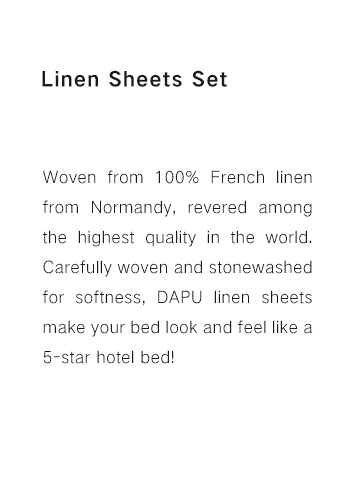 Linen Sheets Set
Woven from 100% French linen
from Normandy, revered among
the highest quality in the world.
Carefully woven and stonewashed
for softness, DAPU linen sheets
make your bed look and feel like a
5-star hotel bed!